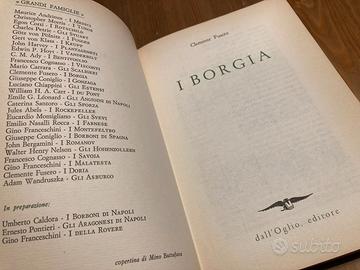 « GRANDI FAMIGLIE »
Maurice Andrieux - I MEDICI
Christopher Morris - I TUDOR
Egon Corti - I ROTSCHILD
Charles Petrie - GLI STUART
Götz von Pölnitz - I FUGGER
Gert von Klass - I KRUPP
John Harvey - I PLANTAGENETI
Edwin P. Hoyt - I VANDERBILT
C. M. Ady - I BENTIVOGLIO
Francesco Cognasso - I VISCONTI
Mario Carrara - GLI SCALIGERI
Clemente Fusero - I BORGIA
Giuseppe Coniglio - I GONZAGA
Luciano Chiappini - GLI ESTENSI
William H. A. Carr - I DU PONT
Emile G. Léonard - GLI ANGIOINI DI NAPOLI
Caterina Santoro - GLI SFORZA
Jules Abels - I ROCKEFELLER
Eucardio Momigliano - GLI SVEVI
Emilio Nasalli Rocca - I FARNESE
Gino Franceschini - I MONTEFELTRO
Giuseppe Coniglio - I BORBONI DI SPAGNA
John Bergamini - I ROMANOV
Walter Henry Nelson - GLI HOHENZOLLERN
Francesco Cognasso - I SAVOIA
Gino Franceschini - I MALATESTA
Clemente Fusero - I DORIA
Adam Wandruszka - GLI ASBURGO
In preparazione:
Umberto Caldora - I BORBONI DI NAPOLI
Ernesto Pontieri - GLI ARAGONESI DI NAPOLI
Gino Franceschini - I DELLA ROVERE
copertina di Mino Buttafava
Clemente Fusero
I BORGIA
dall'Oglio, editore
subito